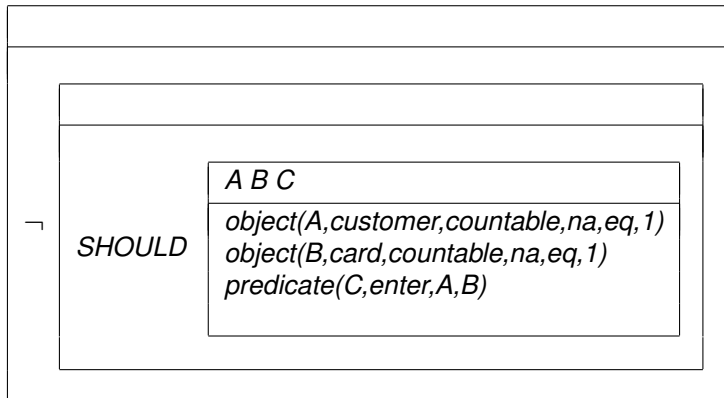 A B C
object(A,customer,countable,na,eq,1)
¬ SHOULD object(B,card,countable,na,eq,1)
predicate(C,enter,A,B)